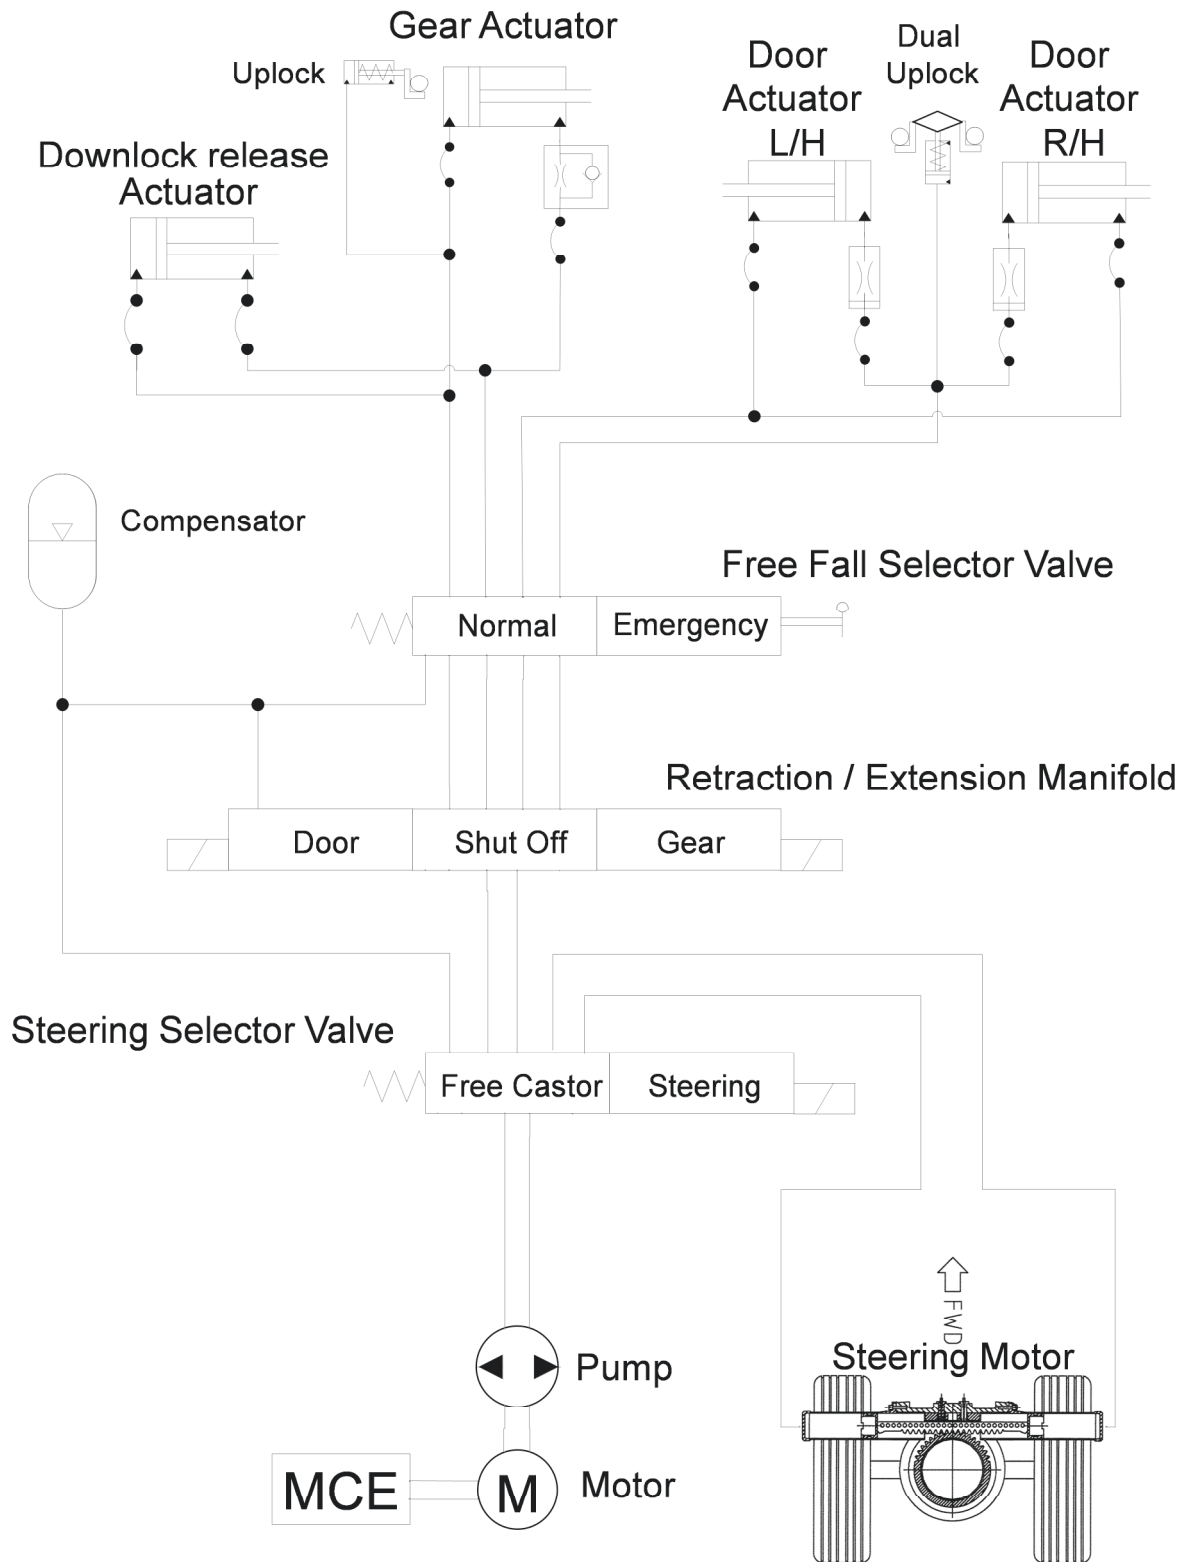 Gear Actuator
Uplock
Door
Actuator
L/H
Dual
Uplock
Door
Actuator
R/H
Downlock release
Actuator
Compensator
Free Fall Selector Valve
Normal
Emergency
Retraction / Extension Manifold
Door
Shut Off
Gear
Steering Selector Valve
Free Castor
Steering
FWD
Steering Motor
Pump
MCE
M
Motor